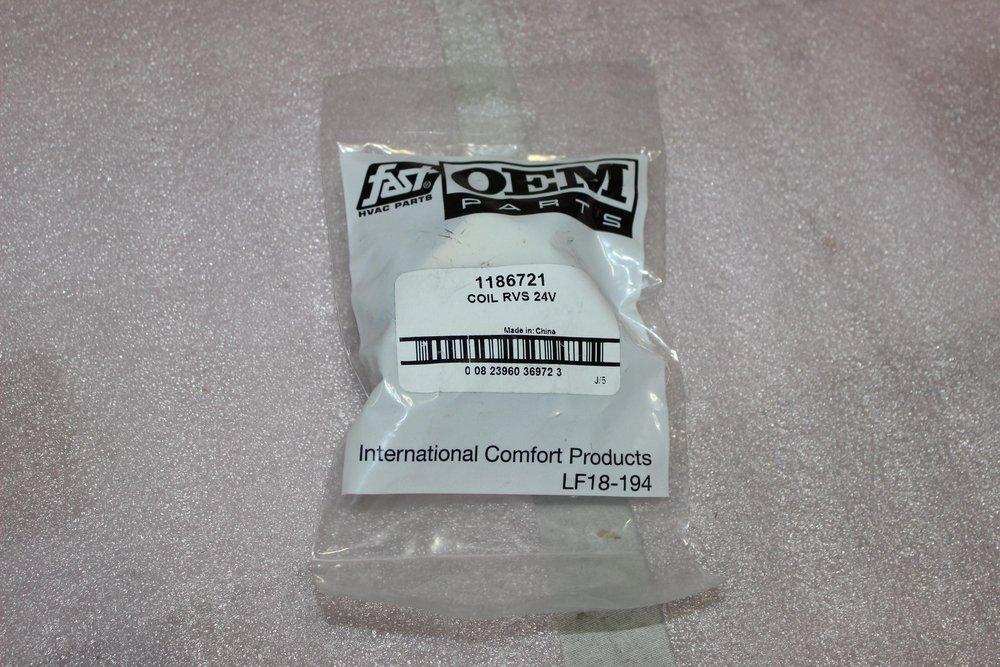 fast®
HVAC PARTS
OEM
PARTS
1186721
COIL RVS 24V
Made in: China
0 08 23960 36972 3
J/5
International Comfort Products
LF18-194